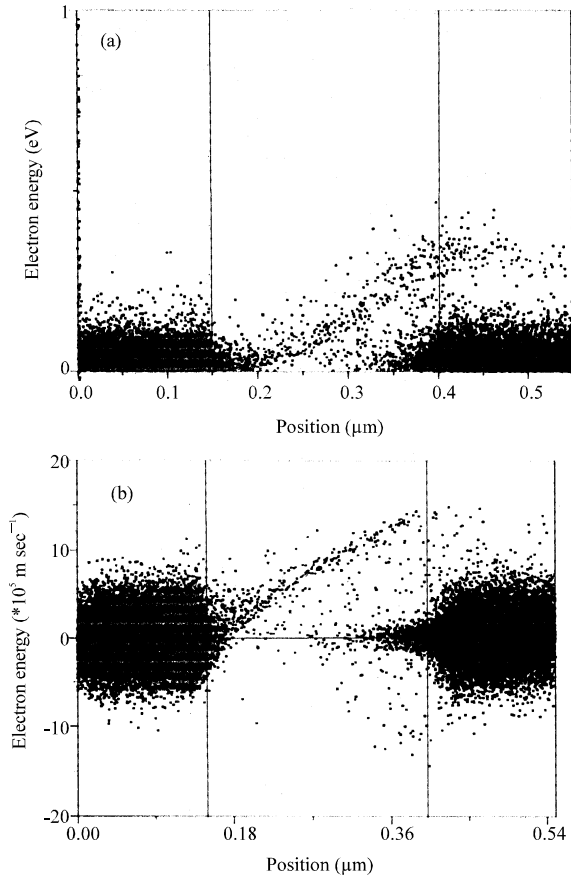 (a)
1
Electron energy (eV)
0
0.0 0.1 0.2 0.3 0.4 0.5
Position (µm)
(b)
20
10
0
-10
-20
Electron energy (*10⁵ m sec⁻¹)
0.00 0.18 0.36 0.54
Position (µm)